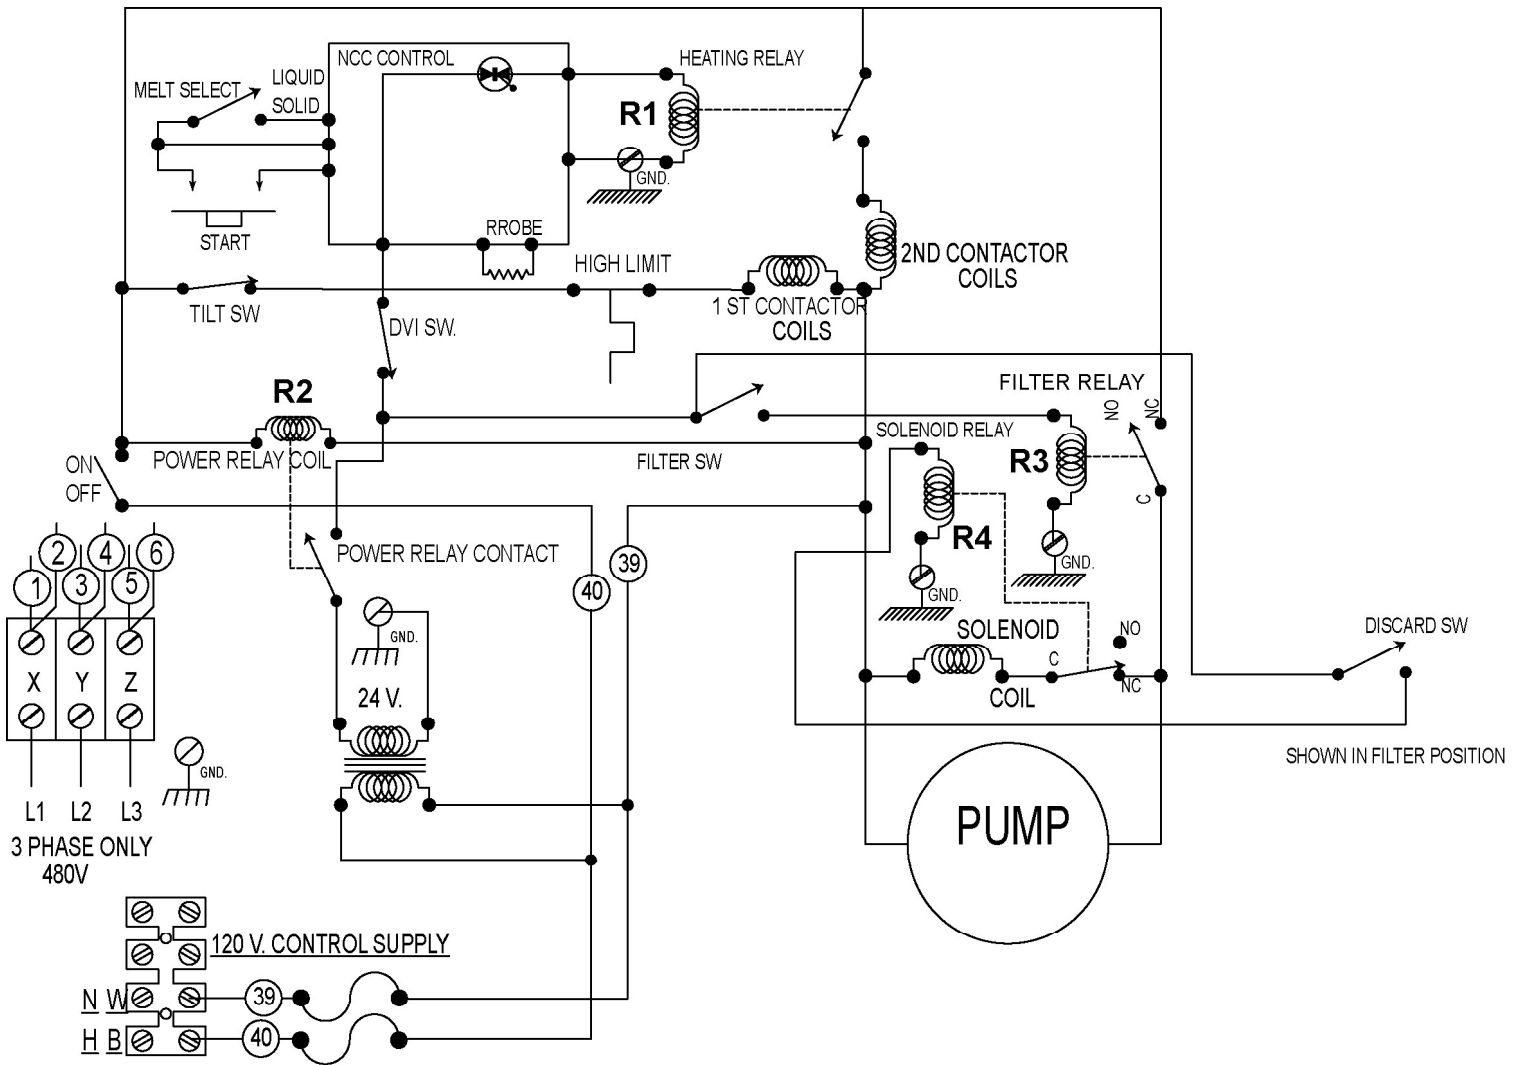 NCC CONTROL
HEATING RELAY
LIQUID
MELT SELECT
SOLID
R1
GND.
RROBE
START
2ND CONTACTOR
COILS
HIGH LIMIT
TILT SW
1 ST CONTACTOR
COILS
DVI SW.
R2
FILTER RELAY
NO
NC
C
SOLENOID RELAY
POWER RELAY COIL
FILTER SW
R3
ON
OFF
R4
POWER RELAY CONTACT
39
40
GND.
GND.
2
4
6
1
3
5
GND.
SOLENOID
COIL
C
NO
NC
DISCARD SW
X
Y
Z
24 V.
SHOWN IN FILTER POSITION
GND.
L1
L2
L3
PUMP
3 PHASE ONLY
480V
120 V. CONTROL SUPPLY
N W
39
H B
40